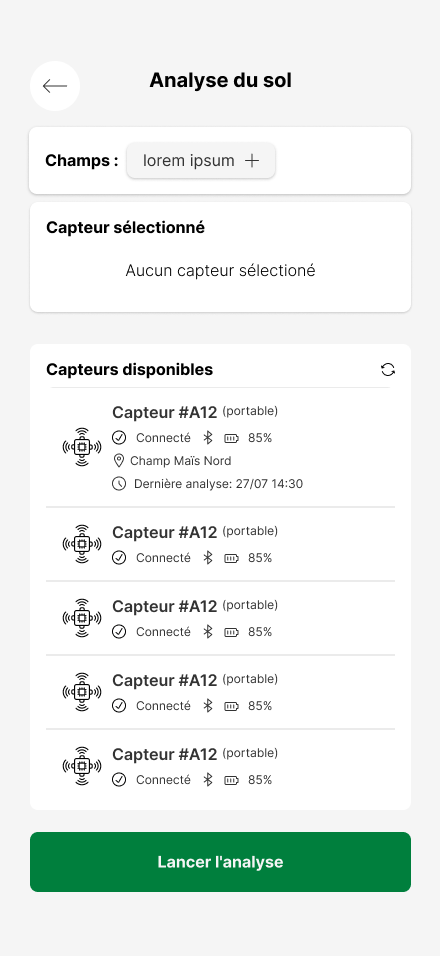 Analyse du sol
Champs : lorem ipsum
Capteur sélectionné
Aucun capteur sélectioné
Capteurs disponibles
Capteur #A12 (portable)
Connecté 85%
Champ Maïs Nord
Dernière analyse: 27/07 14:30
Capteur #A12 (portable)
Connecté 85%
Capteur #A12 (portable)
Connecté 85%
Capteur #A12 (portable)
Connecté 85%
Capteur #A12 (portable)
Connecté 85%
Lancer l'analyse